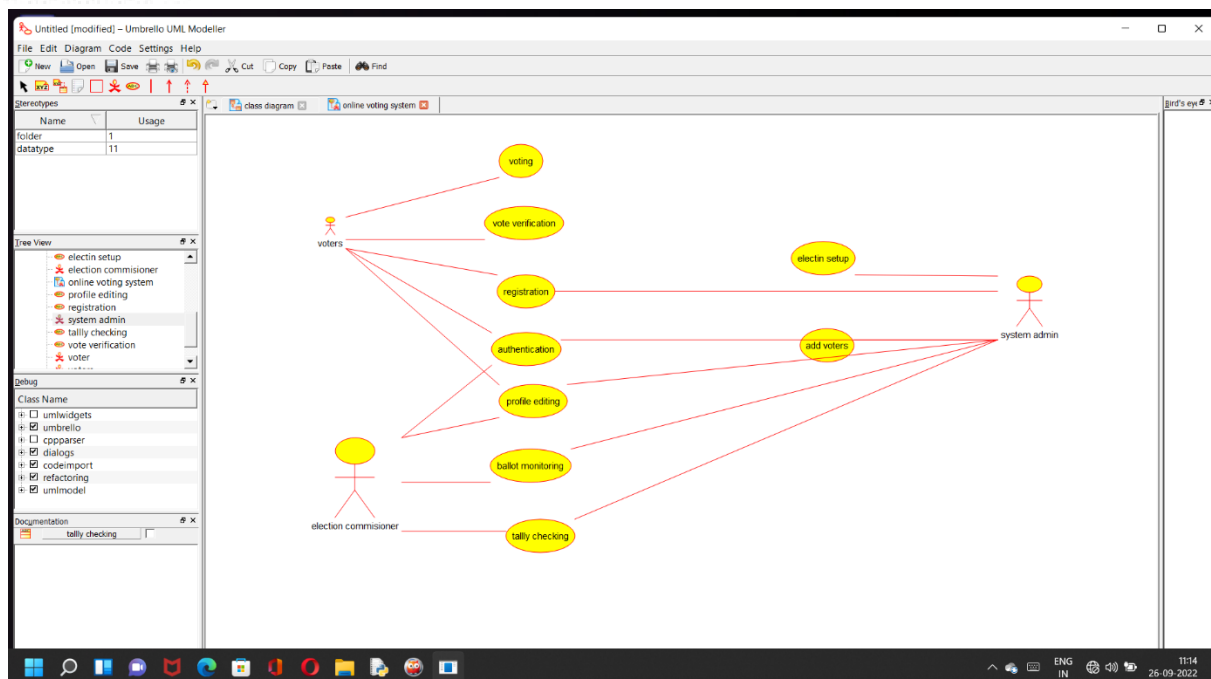 Untitled [modified] – Umbrello UML Modeller
File Edit Diagram Code Settings Help
New Open Save Cut Copy Paste Find
XYZ
Stereotypes
class diagram online voting system
Bird's eye
Name Usage
folder 1
datatype 11
Tree View
electin setup
election commisioner
online voting system
profile editing
registration
system admin
tallly checking
vote verification
voter
Debug
Class Name
umlwidgets
umbrello
cppparser
dialogs
codeimport
refactoring
umlmodel
Documentation
tallly checking
voting
voters
vote verification
electin setup
registration
system admin
authentication
add voters
profile editing
ballot monitoring
election commisioner
tallly checking
ENG
IN
11:14
26-09-2022